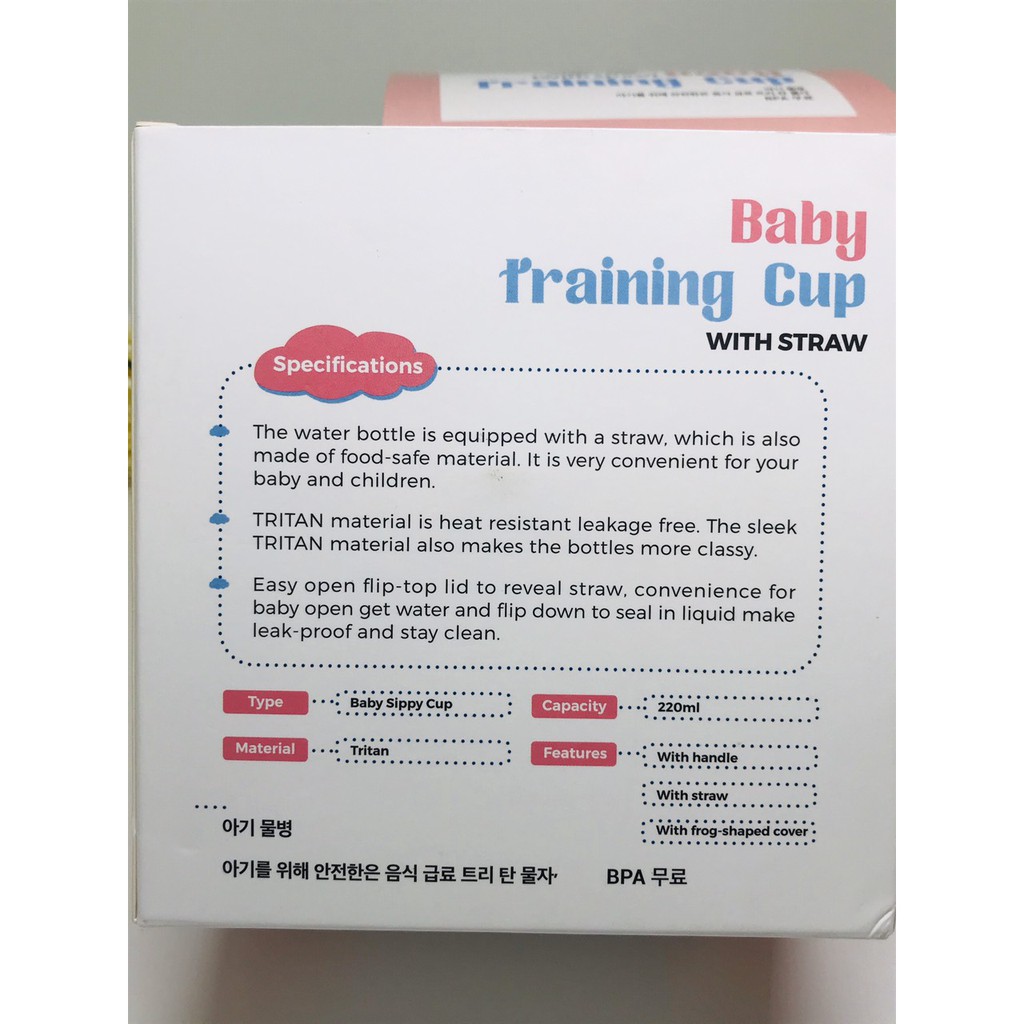 Training Cup
Baby
Training Cup
WITH STRAW
Specifications
The water bottle is equipped with a straw, which is also
made of food-safe material. It is very convenient for your
baby and children.
TRITAN material is heat resistant leakage free. The sleek
TRITAN material also makes the bottles more classy.
Easy open flip-top lid to reveal straw, convenience for
baby open get water and flip down to seal in liquid make
leak-proof and stay clean.
Type Baby Sippy Cup Capacity 220ml
Material Tritan Features With handle
With straw
With frog-shaped cover
아기 물병
아기를 위해 안전한은 음식 급료 트리 탄 물자, BPA 무료